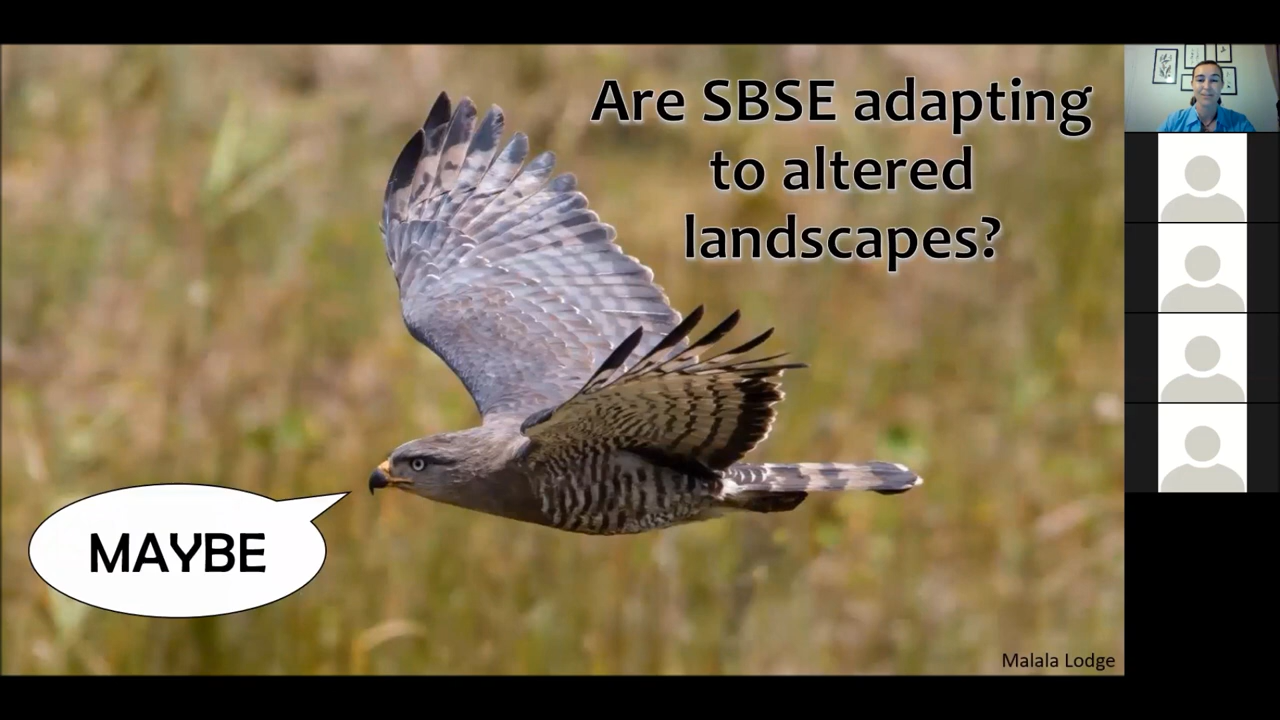 Are SBSE adapting
to altered
landscapes?
MAYBE
Malala Lodge